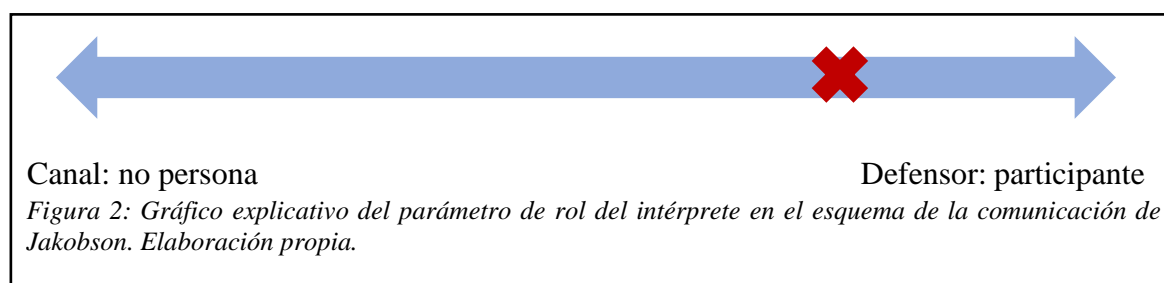 Canal: no persona Defensor: participante
Figura 2: Gráfico explicativo del parámetro de rol del intérprete en el esquema de la comunicación de
Jakobson. Elaboración propia.